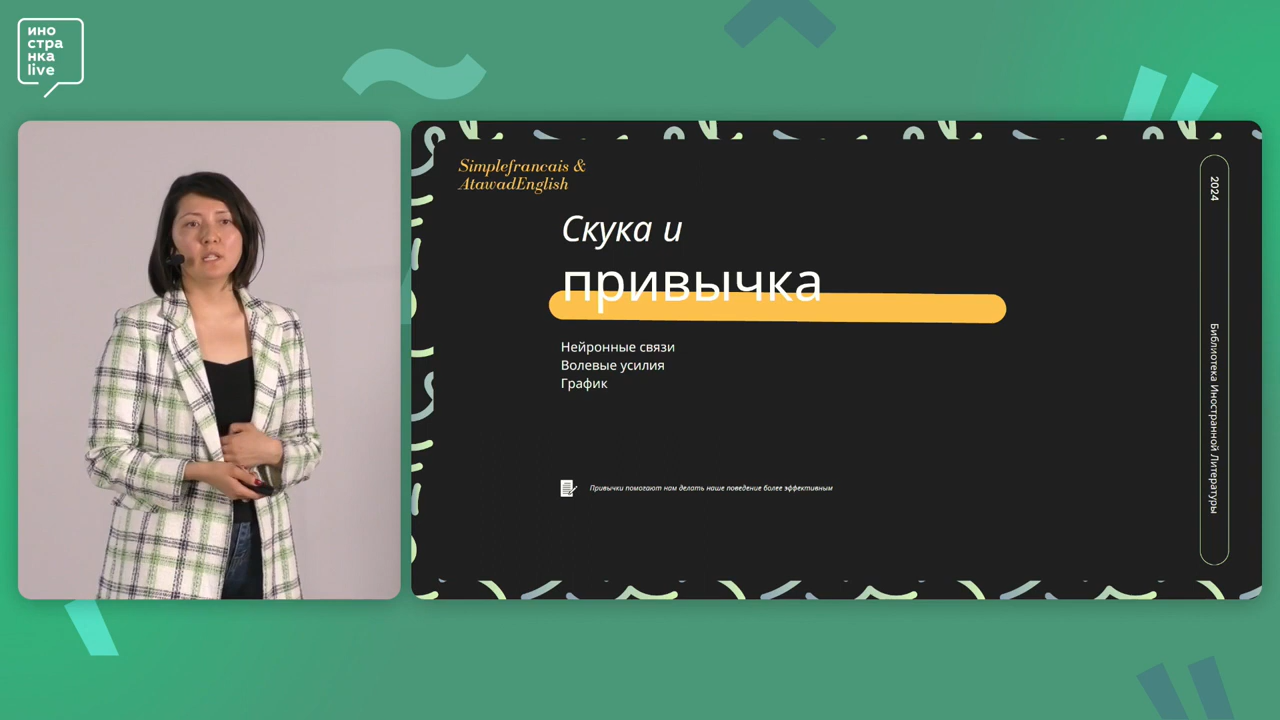 ино
стра
нка
live
Simplefrancais &
AtawadEnglish
Скука и
привычка
Нейронные связи
Волевые усилия
График
Привычки помогают нам делать наше поведение более эффективным
2024
Библиотека Иностранной Литературы